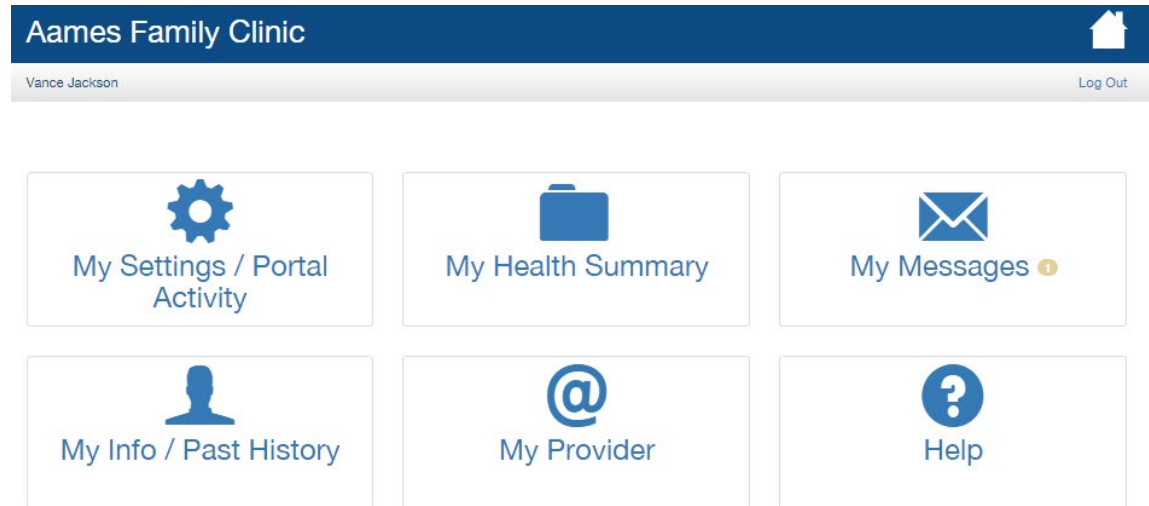 Aames Family Clinic
Vance Jackson
Log Out
My Settings / Portal
Activity
My Health Summary
My Messages 1
My Info / Past History
@
My Provider
?
Help